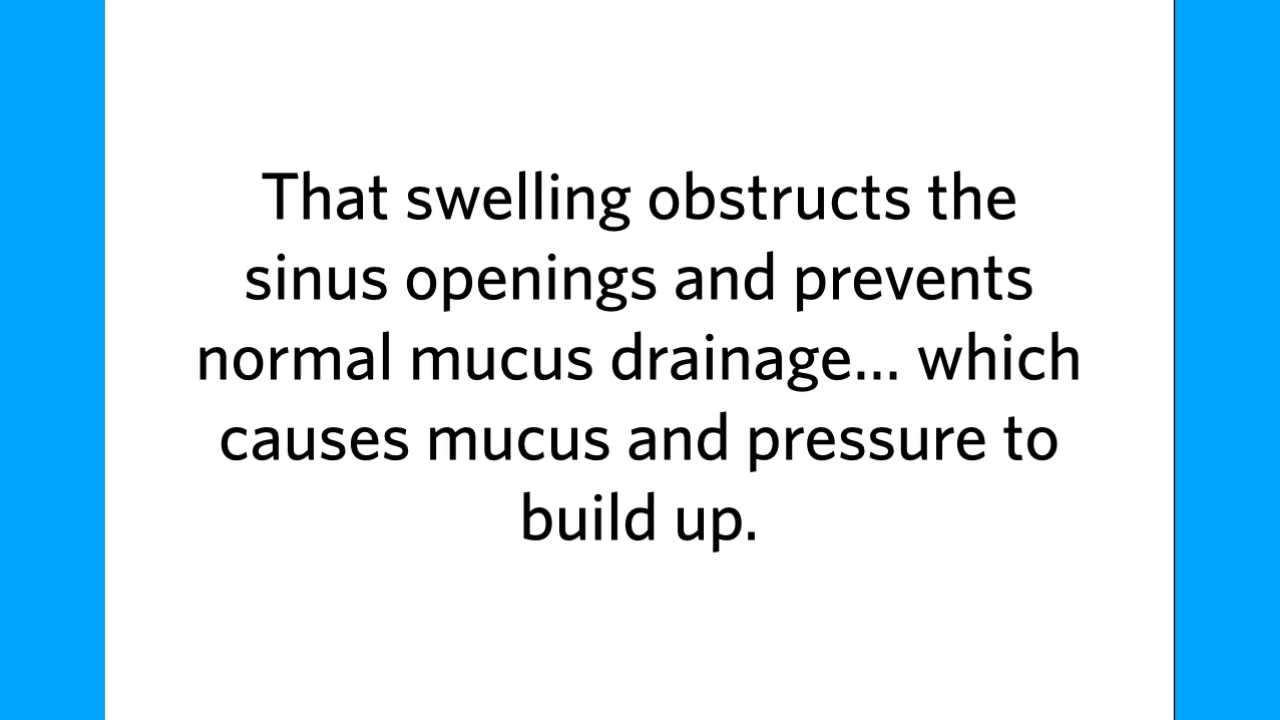 That swelling obstructs the
sinus openings and prevents
normal mucus drainage... which
causes mucus and pressure to
build up.